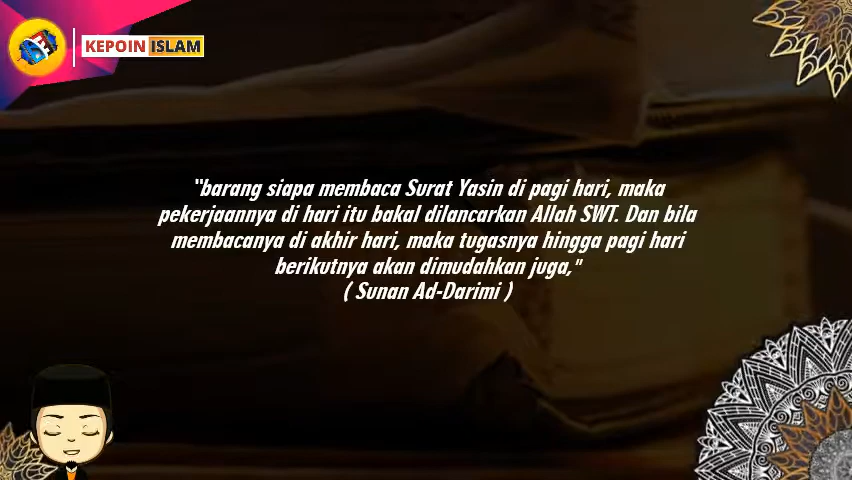 KEPOIN ISLAM
"barang siapa membaca Surat Yasin di pagi hari, maka
pekerjaannya di hari itu bakal dilancarkan Allah SWT. Dan bila
membacanya di akhir hari, maka tugasnya hingga pagi hari
berikutnya akan dimudahkan juga,"
( Sunan Ad-Darimi )